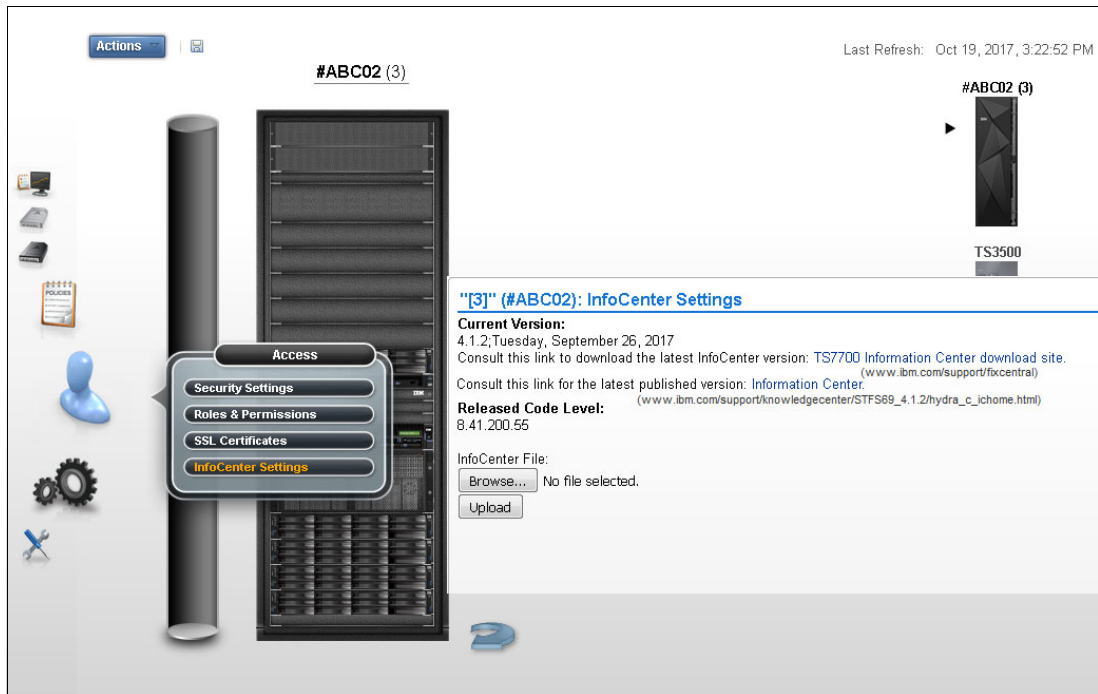 Actions
Last Refresh: Oct 19, 2017, 3:22:52 PM
#ABC02 (3)
#ABC02 (3)
TS3500
POLICIES
Access
Security Settings
Roles & Permissions
SSL Certificates
InfoCenter Settings
IBM
"[3]" (#ABC02): InfoCenter Settings
Current Version:
4.1.2;Tuesday, September 26, 2017
Consult this link to download the latest InfoCenter version: TS7700 Information Center download site.
(www.ibm.com/support/fixcentral)
Consult this link for the latest published version: Information Center.
(www.ibm.com/support/knowledgecenter/STFS69_4.1.2/hydra_c_ichome.html)
Released Code Level:
8.41.200.55
InfoCenter File:
Browse... No file selected.
Upload